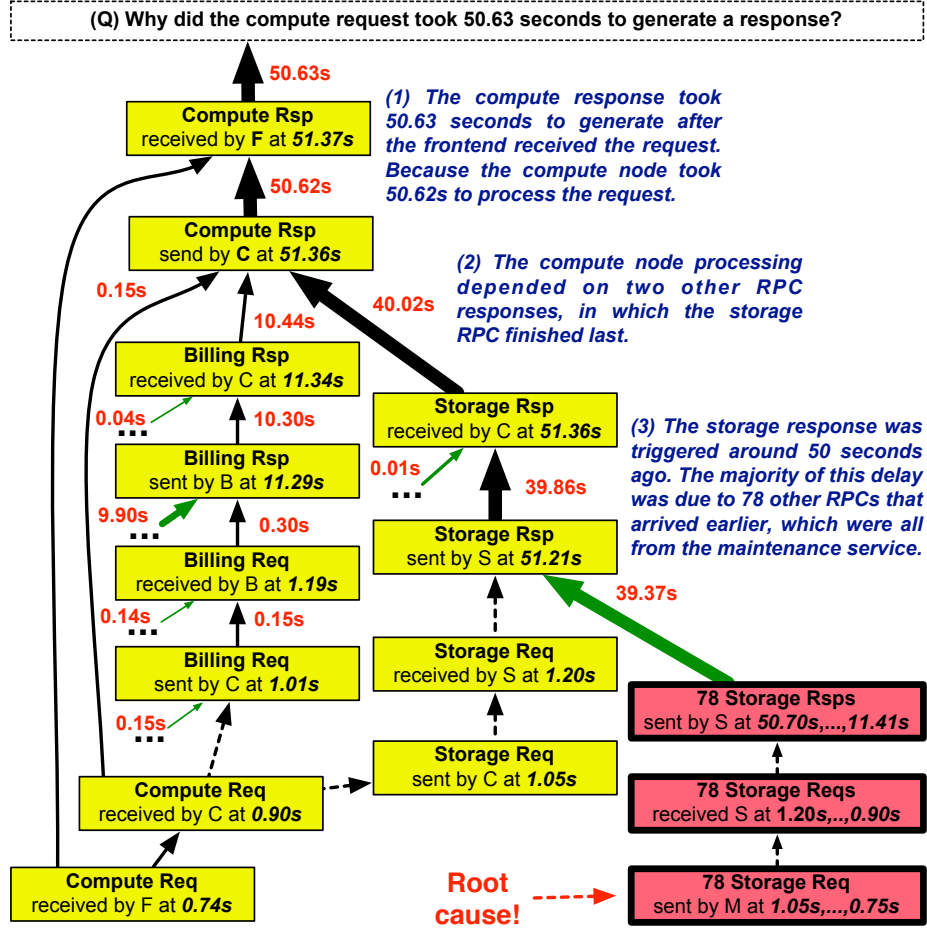 (Q) Why did the compute request took 50.63 seconds to generate a response?
50.63s
Compute Rsp
received by F at 51.37s
(1) The compute response took
50.63 seconds to generate after
the frontend received the request.
Because the compute node took
50.62s to process the request.
50.62s
Compute Rsp
send by C at 51.36s
(2) The compute node processing
depended on two other RPC
responses, in which the storage
RPC finished last.
0.15s
40.02s
10.44s
Billing Rsp
received by C at 11.34s
Storage Rsp
received by C at 51.36s
0.04s
...
10.30s
(3) The storage response was
triggered around 50 seconds
ago. The majority of this delay
was due to 78 other RPCs that
arrived earlier, which were all
from the maintenance service.
Billing Rsp
sent by B at 11.29s
0.01s
...
39.86s
9.90s
...
0.30s
Storage Rsp
sent by S at 51.21s
Billing Req
received by B at 1.19s
39.37s
0.14s
...
0.15s
Billing Req
sent by C at 1.01s
Storage Req
received by S at 1.20s
78 Storage Rsps
sent by S at 50.70s,...,11.41s
0.15s
...
Storage Req
sent by C at 1.05s
Compute Req
received by C at 0.90s
78 Storage Reqs
received S at 1.20s,..,0.90s
Compute Req
received by F at 0.74s
Root
cause!
78 Storage Req
sent by M at 1.05s,...,0.75s